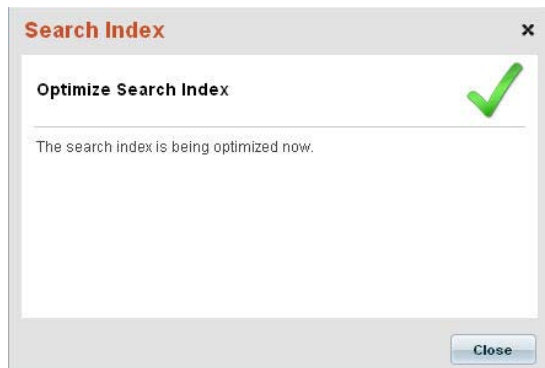 Search Index
Optimize Search Index
The search index is being optimized now.
Close